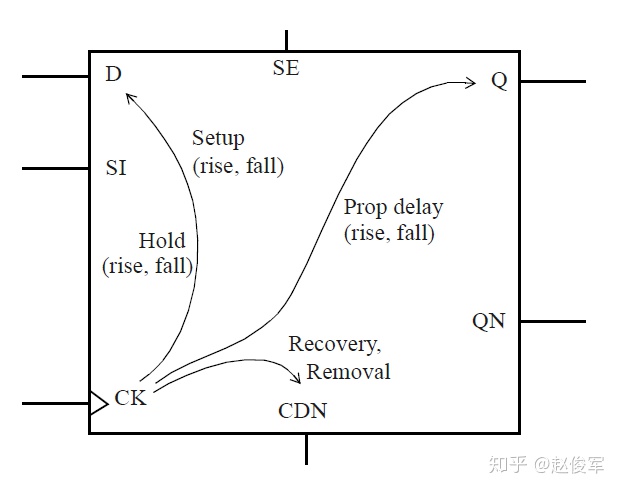 SE
D
Q
Setup
(rise, fall)
SI
Prop delay
(rise, fall)
Hold
(rise, fall)
QN
Recovery,
Removal
CK
CDN
知乎 @赵俊军